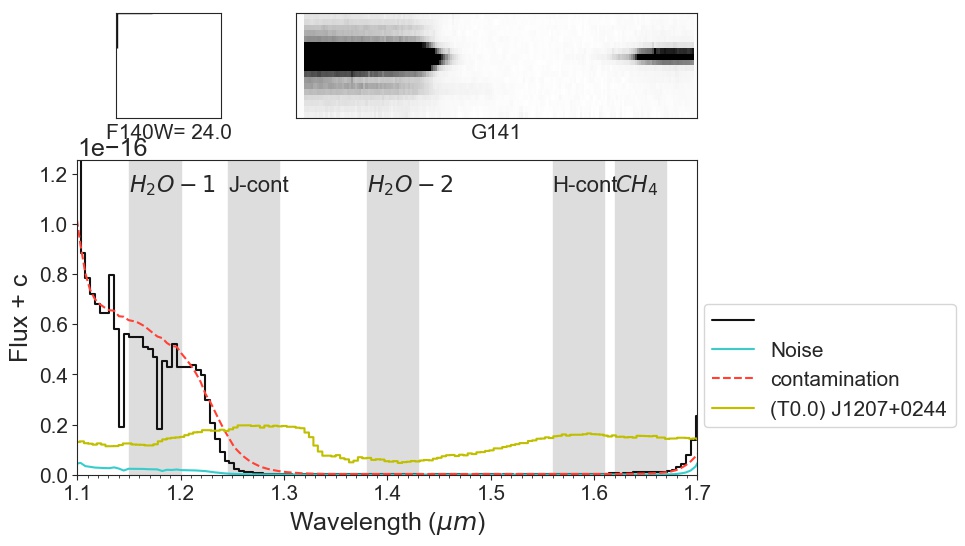 F140W= 24.0
G141
1e−16
H₂O − 1 J-cont H₂O − 2 H-cont CH₄
1.2
1.0
0.8
0.6
0.4
0.2
0.0
Flux + c
1.1 1.2 1.3 1.4 1.5 1.6 1.7
Wavelength (μm)
Noise
contamination
(T0.0) J1207+0244